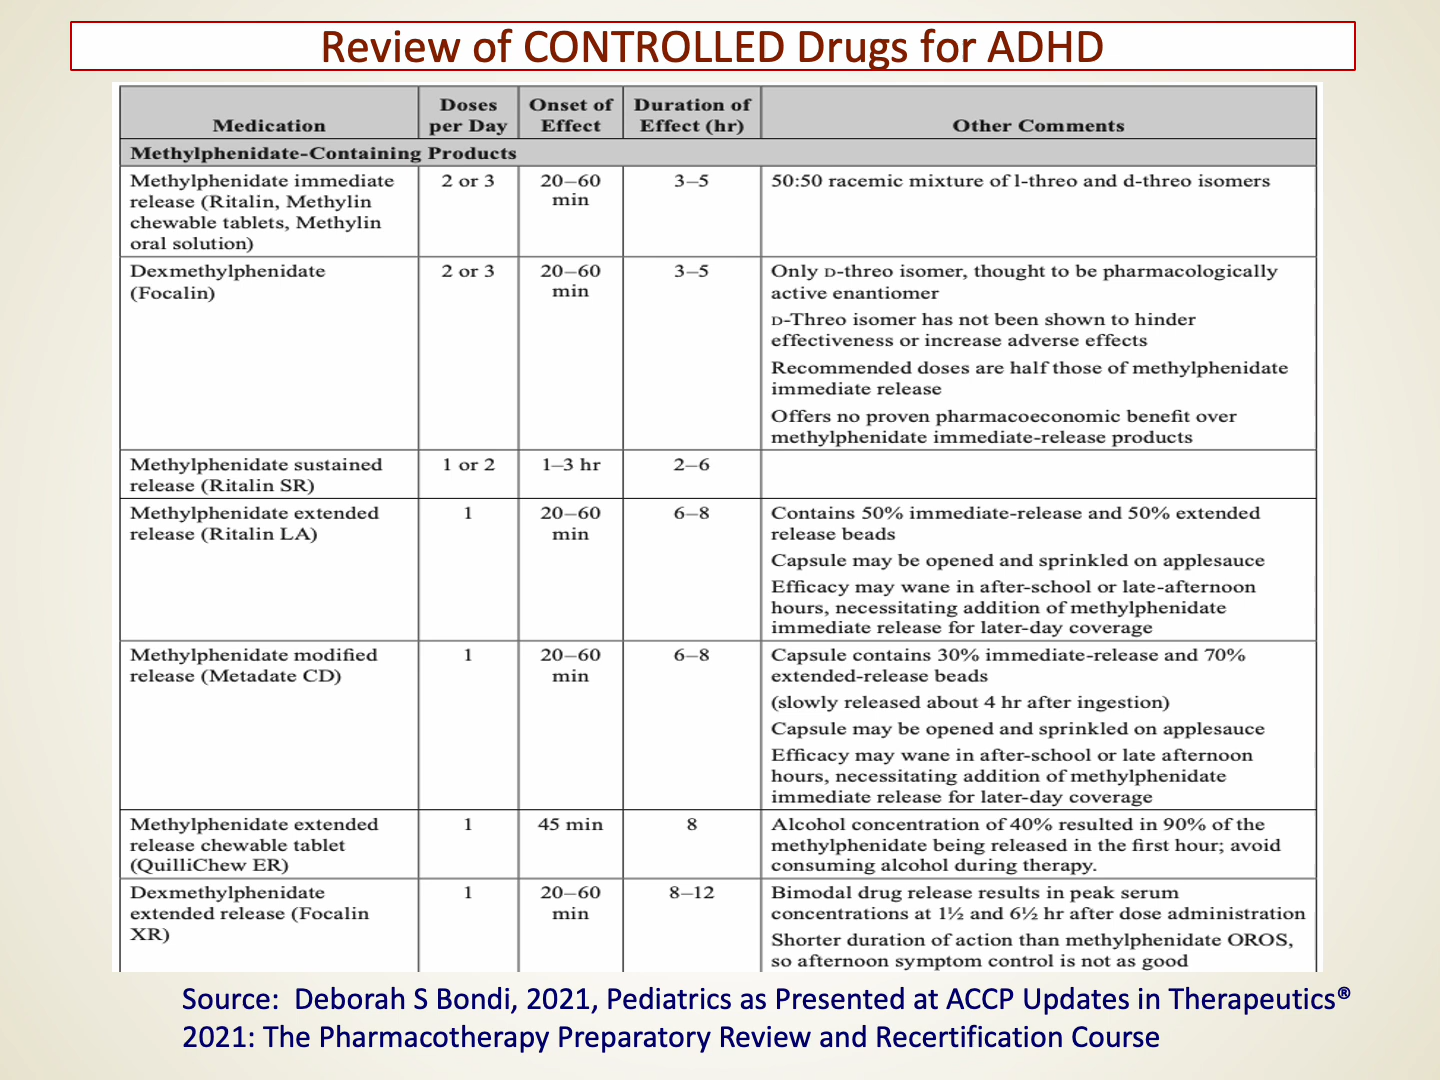 Review of CONTROLLED Drugs for ADHD
Medication
Doses per Day
Onset of Effect
Duration of Effect (hr)
Other Comments
Methylphenidate-Containing Products
Methylphenidate immediate
release (Ritalin, Methylin
chewable tablets, Methylin
oral solution)
2 or 3
20–60
min
3–5
50:50 racemic mixture of l-threo and d-threo isomers
Dexmethylphenidate
(Focalin)
2 or 3
20–60
min
3–5
Only D-threo isomer, thought to be pharmacologically
active enantiomer
D-Threo isomer has not been shown to hinder
effectiveness or increase adverse effects
Recommended doses are half those of methylphenidate
immediate release
Offers no proven pharmacoeconomic benefit over
methylphenidate immediate-release products
Methylphenidate sustained
release (Ritalin SR)
1 or 2
1–3 hr
2–6
Methylphenidate extended
release (Ritalin LA)
1
20–60
min
6–8
Contains 50% immediate-release and 50% extended
release beads
Capsule may be opened and sprinkled on applesauce
Efficacy may wane in after-school or late-afternoon
hours, necessitating addition of methylphenidate
immediate release for later-day coverage
Methylphenidate modified
release (Metadate CD)
1
20–60
min
6–8
Capsule contains 30% immediate-release and 70%
extended-release beads
(slowly released about 4 hr after ingestion)
Capsule may be opened and sprinkled on applesauce
Efficacy may wane in after-school or late afternoon
hours, necessitating addition of methylphenidate
immediate release for later-day coverage
Methylphenidate extended
release chewable tablet
(QuilliChew ER)
1
45 min
8
Alcohol concentration of 40% resulted in 90% of the
methylphenidate being released in the first hour; avoid
consuming alcohol during therapy.
Dexmethylphenidate
extended release (Focalin
XR)
1
20–60
min
8–12
Bimodal drug release results in peak serum
concentrations at 1½ and 6½ hr after dose administration
Shorter duration of action than methylphenidate OROS,
so afternoon symptom control is not as good
Source:  Deborah S Bondi, 2021, Pediatrics as Presented at ACCP Updates in Therapeutics®
2021: The Pharmacotherapy Preparatory Review and Recertification Course